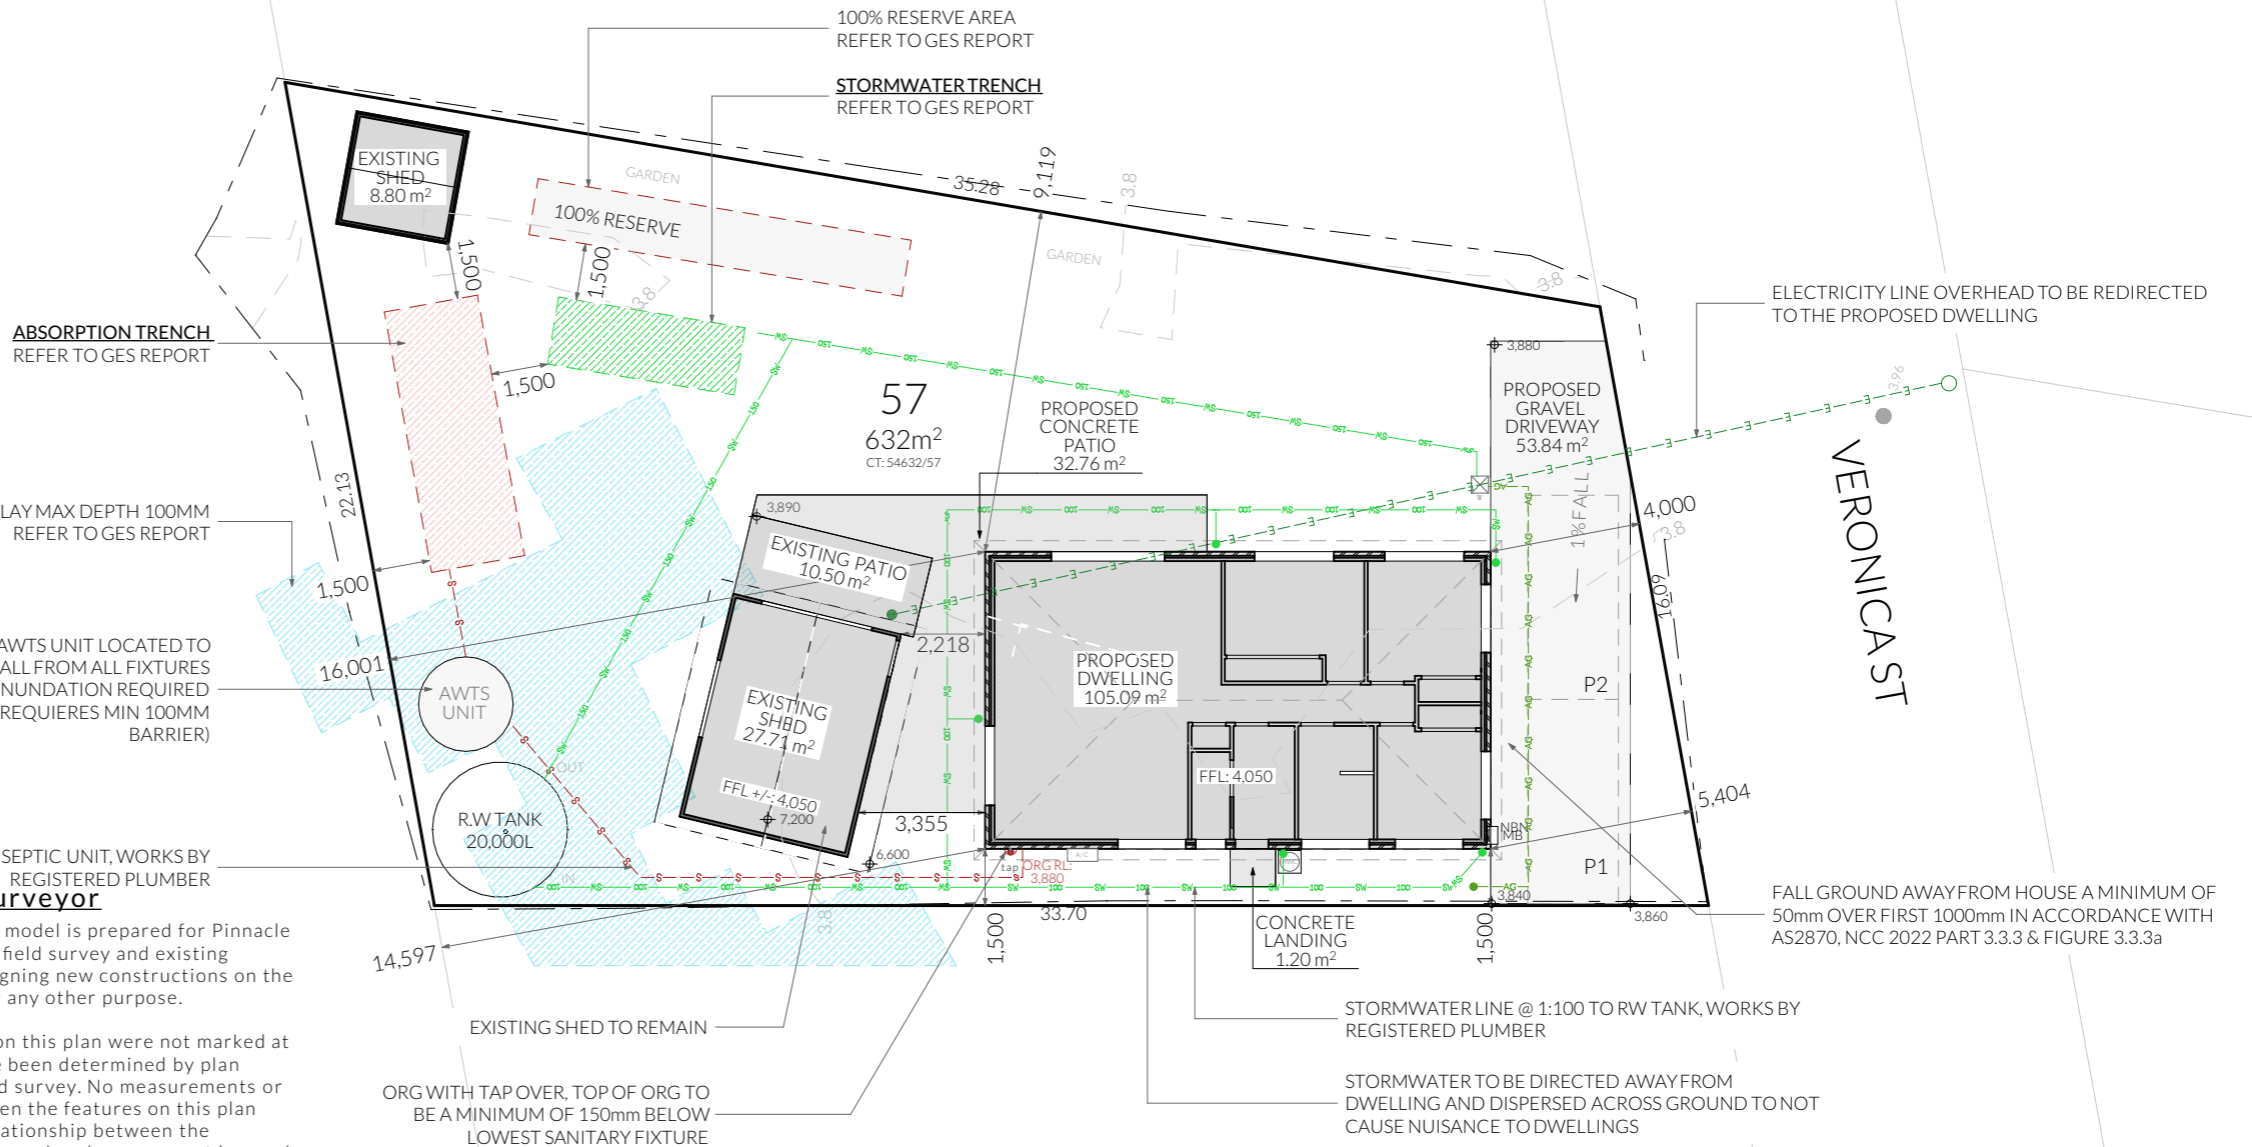 100% RESERVE AREA
REFER TO GES REPORT
STORMWATER TRENCH
REFER TO GES REPORT
EXISTING
SHED
8.80 m²
GARDEN
100% RESERVE
35.28
9,119
3.8
GARDEN
3.8
3.8
1,500
1,500
1,500
ABSORPTION TRENCH
REFER TO GES REPORT
ELECTRICITY LINE OVERHEAD TO BE REDIRECTED
TO THE PROPOSED DWELLING
3,880
PROPOSED
GRAVEL
DRIVEWAY
53.84 m²
1% FALL
3.96
VERONICA ST
57
632m²
CT: 54632/57
PROPOSED
CONCRETE
PATIO
32.76 m²
22.13
LAY MAX DEPTH 100MM
REFER TO GES REPORT
3,890
EXISTING PATIO
10.50 m²
4,000
3.8
16.09
1,500
AWTS UNIT LOCATED TO
ALL FROM ALL FIXTURES
NUNDATION REQUIRED
REQUIERES MIN 100MM
BARRIER)
16,001
AWTS
UNIT
2,218
PROPOSED
DWELLING
105.09 m²
P2
EXISTING
SHED
27.71 m²
FFL +/-: 4,050
7,200
FFL: 4,050
OUT
R.W TANK
20,000L
IN
3,355
6,600
5,404
NBN
MB
P1
SEPTIC UNIT, WORKS BY
REGISTERED PLUMBER
tap
ORG RL:
3,880
A/C
HWC
3,840
3,860
33.70
3.8
FALL GROUND AWAY FROM HOUSE A MINIMUM OF
50mm OVER FIRST 1000mm IN ACCORDANCE WITH
AS2870, NCC 2022 PART 3.3.3 & FIGURE 3.3.3a
urveyor
model is prepared for Pinnacle
field survey and existing
gning new constructions on the
any other purpose.
14,597
1,500
CONCRETE
LANDING
1.20 m²
1,500
on this plan were not marked at
been determined by plan
d survey. No measurements or
en the features on this plan
ationship between the
EXISTING SHED TO REMAIN
STORMWATER LINE @ 1:100 TO RW TANK, WORKS BY
REGISTERED PLUMBER
ORG WITH TAP OVER, TOP OF ORG TO
BE A MINIMUM OF 150mm BELOW
LOWEST SANITARY FIXTURE
STORMWATER TO BE DIRECTED AWAY FROM
DWELLING AND DISPERSED ACROSS GROUND TO NOT
CAUSE NUISANCE TO DWELLINGS